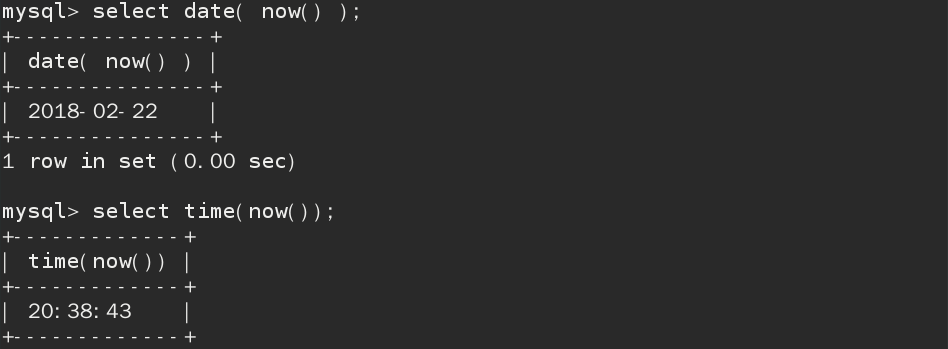 mysql> select date( now() );
+---------------+
| date( now() ) |
+---------------+
| 2018-02-22    |
+---------------+
1 row in set (0.00 sec)

mysql> select time(now());
+-------------+
| time(now()) |
+-------------+
| 20:38:43    |
+-------------+